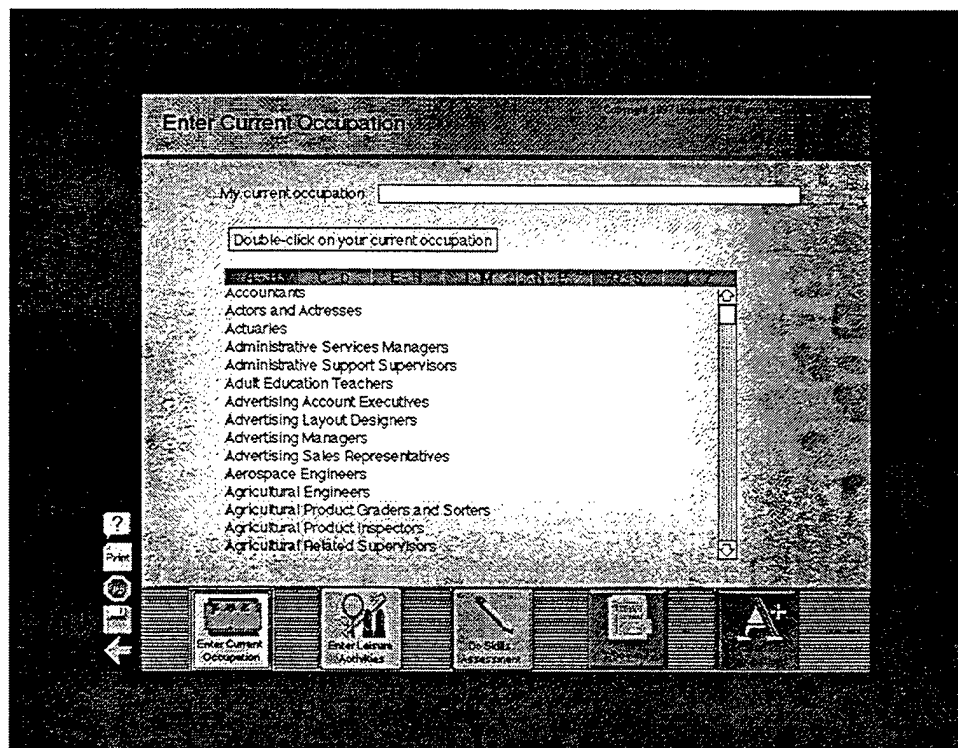 Enter Current Occupation
My current occupation
Double-click on your current occupation
Accountants
Actors and Actresses
Actuaries
Administrative Services Managers
Administrative Support Supervisors
Adult Education Teachers
Advertising Account Executives
Advertising Layout Designers
Advertising Managers
Advertising Sales Representatives
Aerospace Engineers
Agricultural Engineers
Agricultural Product Graders and Sorters
Agricultural Product Inspectors
Agricultural Related Supervisors
?
Print
Enter Current
Occupation
Enter Leisure
Activities
Do Skills
Assessment
A+